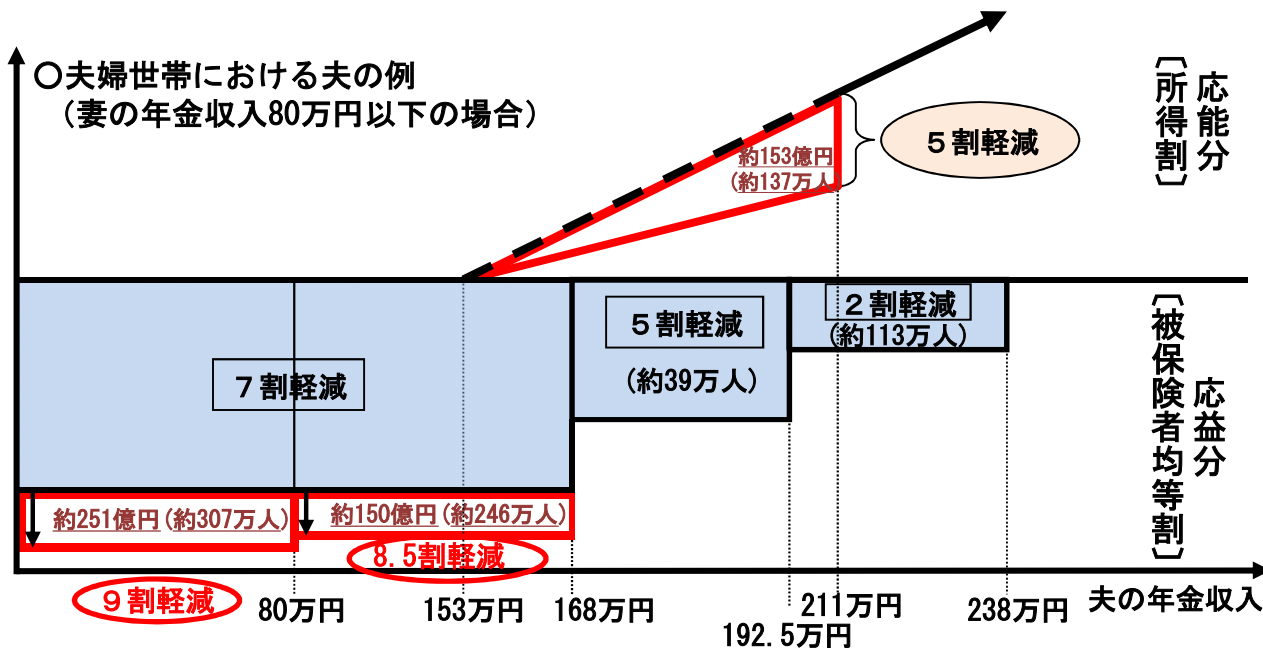 〇夫婦世帯における夫の例
（妻の年金収入80万円以下の場合）
約153億円
(約137万人
５割軽減
応能分
〔所得割〕
７割軽減
５割軽減
(約39万人)
２割軽減
(約113万人)
応益分
〔被保険者均等割〕
約251億円(約307万人)
約150億円(約246万人)
8.5割軽減
９割軽減
80万円
153万円
168万円
192.5万円
211万円
238万円
夫の年金収入